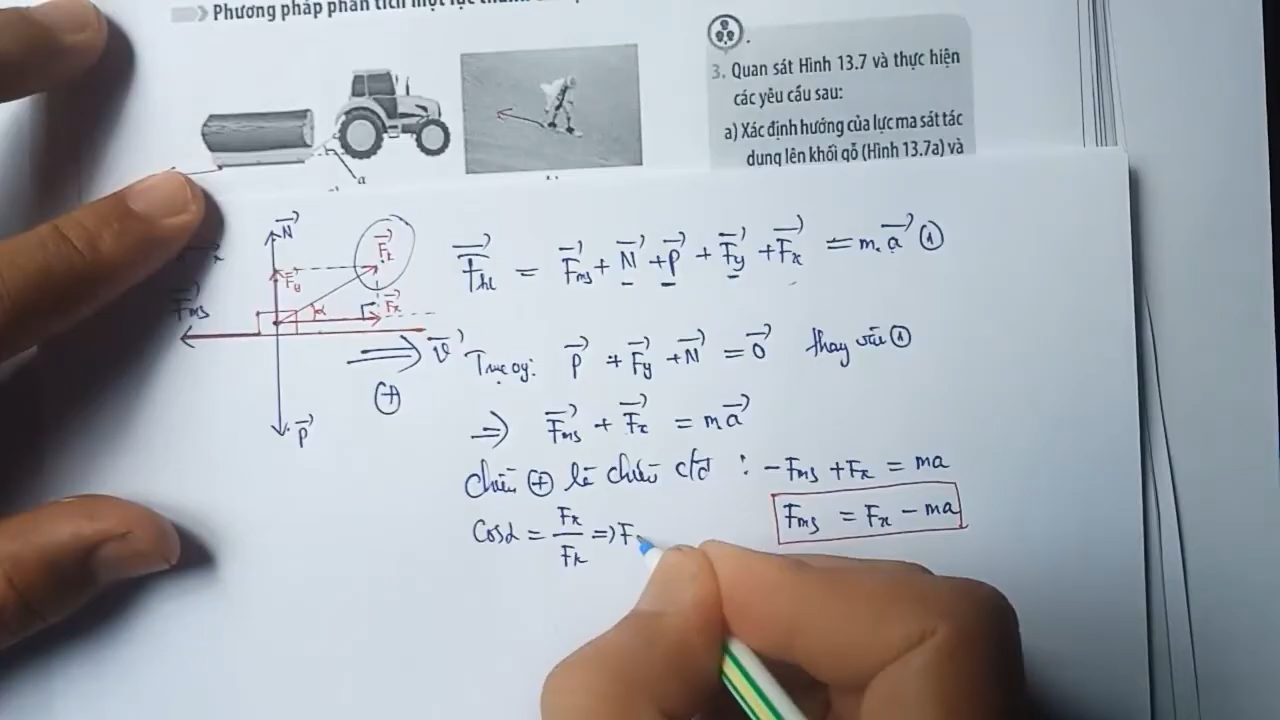 Phương pháp phân tích một lực thành
3. Quan sát Hình 13.7 và thực hiện
các yêu cầu sau:
a) Xác định hướng của lực ma sát tác
dụng lên khối gỗ (Hình 13.7a) và
a
N
Fk
Fy
Fms
α
Fx
v
+
P
Fhl = Fms + N + P + Fy + Fx = m.a ①
Trục oy: P + Fy + N = 0 thay vào ①
=> Fms + Fx = ma
chiều ⊕ là chiều c/đ : -Fms + Fx = ma
Fms = Fx - ma
Cosα = Fx/Fk => F